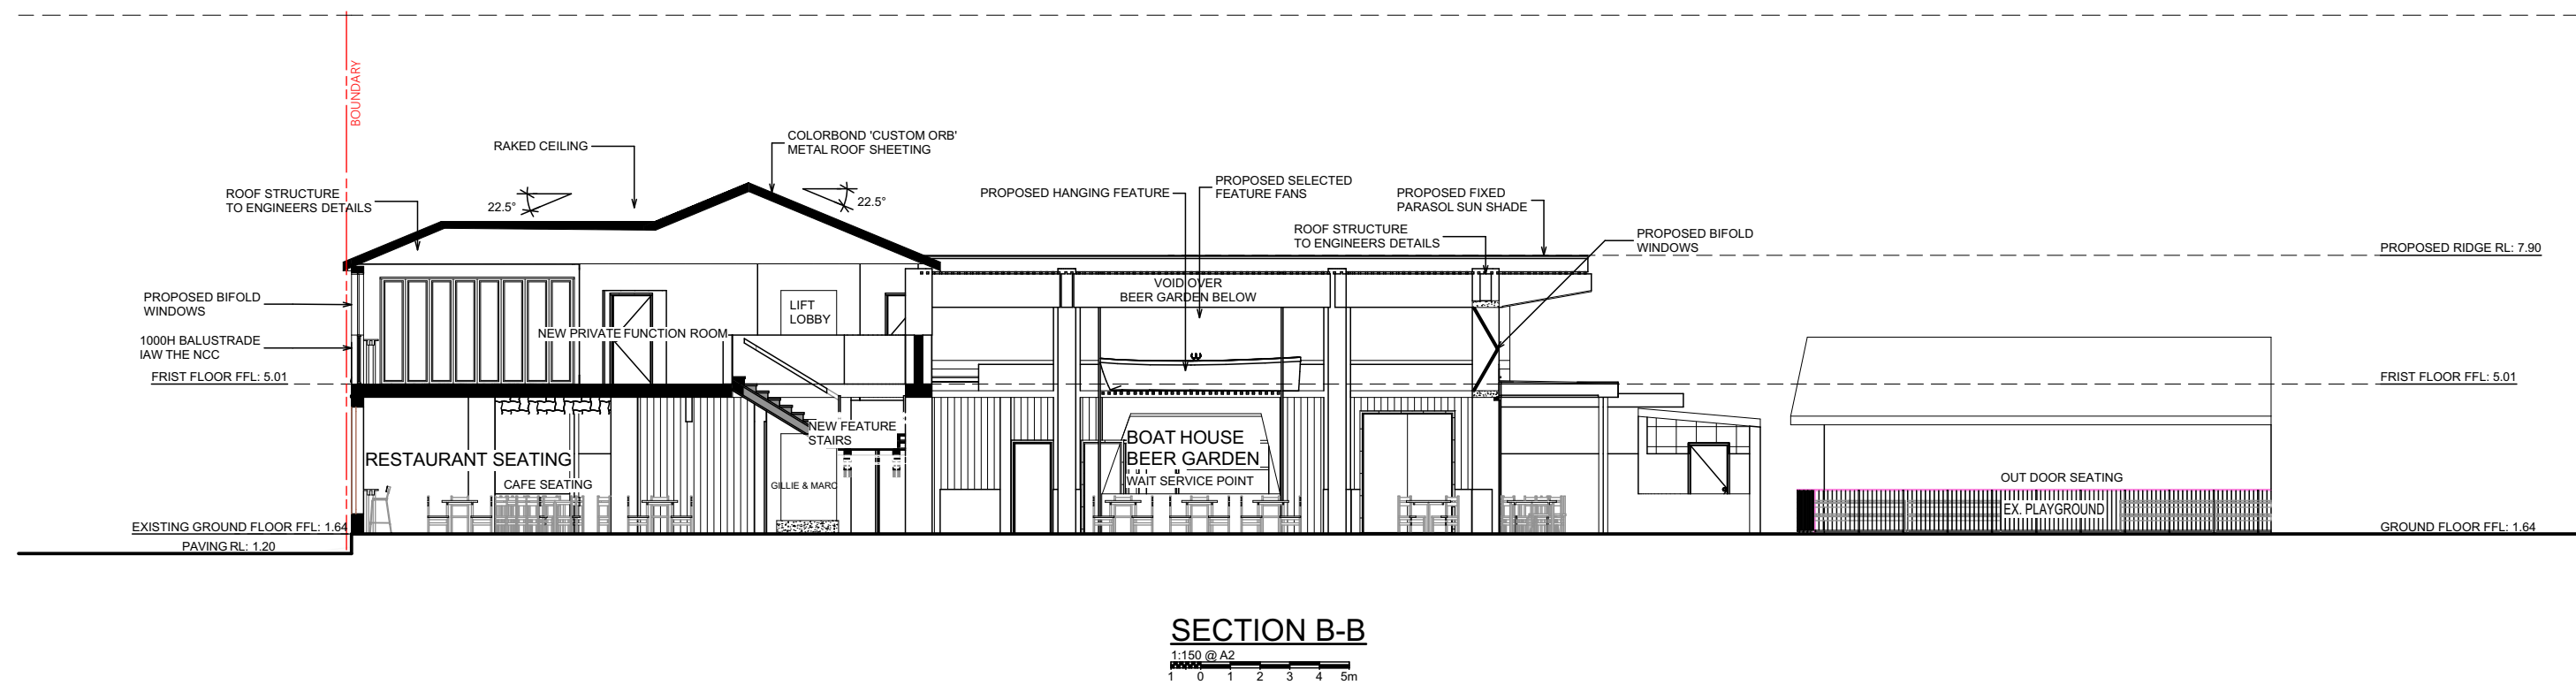 BOUNDARY
RAKED CEILING
COLORBOND 'CUSTOM ORB'
METAL ROOF SHEETING
ROOF STRUCTURE
TO ENGINEERS DETAILS
22.5°
22.5°
PROPOSED HANGING FEATURE
PROPOSED SELECTED
FEATURE FANS
PROPOSED FIXED
PARASOL SUN SHADE
ROOF STRUCTURE
TO ENGINEERS DETAILS
PROPOSED BIFOLD
WINDOWS
PROPOSED RIDGE RL: 7.90
PROPOSED BIFOLD
WINDOWS
LIFT
LOBBY
VOID OVER
BEER GARDEN BELOW
NEW PRIVATE FUNCTION ROOM
1000H BALUSTRADE
IAW THE NCC
FRIST FLOOR FFL: 5.01
FRIST FLOOR FFL: 5.01
NEW FEATURE
STAIRS
RESTAURANT SEATING
CAFE SEATING
GILLIE & MARC
BOAT HOUSE
BEER GARDEN
WAIT SERVICE POINT
OUT DOOR SEATING
EX. PLAYGROUND
EXISTING GROUND FLOOR FFL: 1.64
GROUND FLOOR FFL: 1.64
PAVING RL: 1.20
SECTION B-B
1:150 @ A2
1 0 1 2 3 4 5m